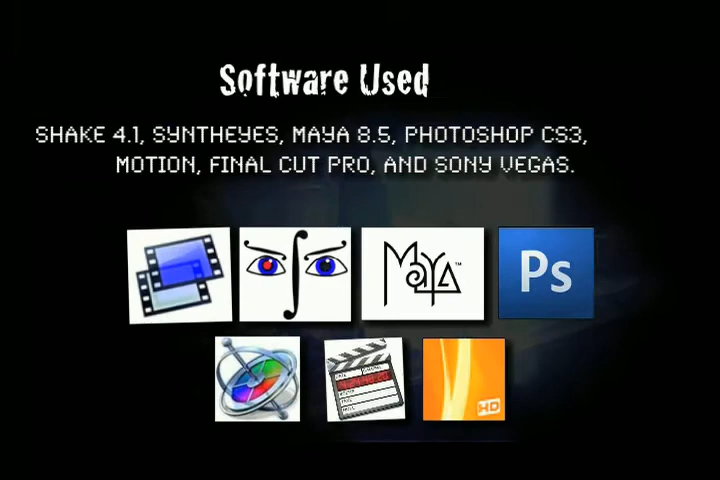 Software Used
SHAKE 4.1, SYNTHEYES, MAYA 8.5, PHOTOSHOP CS3,
MOTION, FINAL CUT PRO, AND SONY VEGAS.
MaYA™
Ps
HD